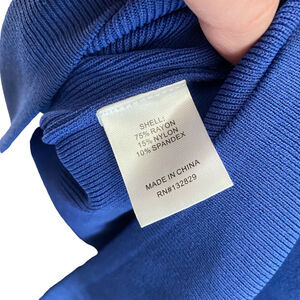 SHELL:
75% RAYON
15% NYLON
10% SPANDEX
MADE IN CHINA
RN#132829